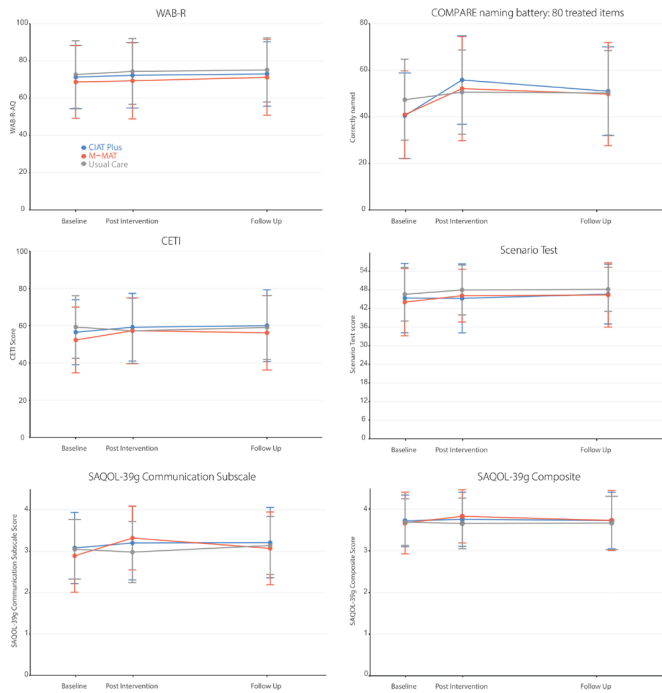 WAB-R
100
80
60
40
20
0
WAB-R-AQ
CIAT Plus
M-MAT
Usual Care
Baseline
Post Intervention
Follow Up
COMPARE naming battery: 80 treated items
80
60
40
20
0
Correctly named
Baseline
Post Intervention
Follow Up
CETI
100
80
60
40
20
0
CETI Score
Baseline
Post Intervention
Follow Up
Scenario Test
54
48
42
36
30
24
18
12
6
0
Scenario Test score
Baseline
Post Intervention
Follow Up
SAQOL-39g Communication Subscale
4
3
2
1
0
SAQOL-39g Communication Subscale Score
Baseline
Post Intervention
Follow Up
SAQOL-39g Composite
4
3
2
1
0
SAQOL-39g Composite Score
Baseline
Post Intervention
Follow Up